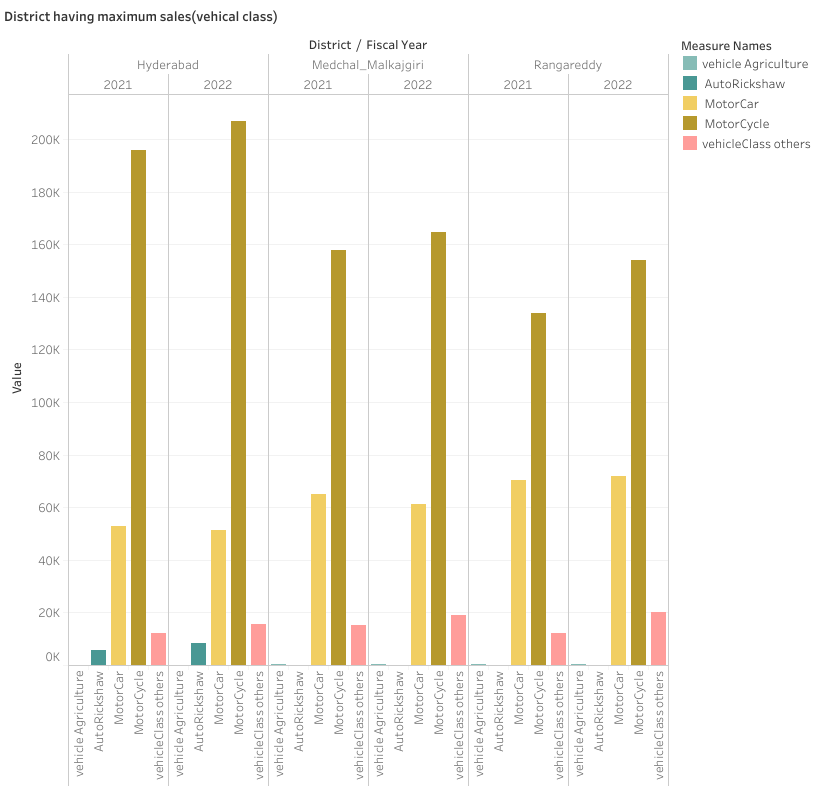 District having maximum sales(vehical class)
District / Fiscal Year
Hyderabad
Medchal_Malkajgiri
Rangareddy
2021
2022
2021
2022
2021
2022
Measure Names
vehicle Agriculture
AutoRickshaw
MotorCar
MotorCycle
vehicleClass others
Value
200K
180K
160K
140K
120K
100K
80K
60K
40K
20K
0K
vehicle Agriculture
AutoRickshaw
MotorCar
MotorCycle
vehicleClass others
vehicle Agriculture
AutoRickshaw
MotorCar
MotorCycle
vehicleClass others
vehicle Agriculture
AutoRickshaw
MotorCar
MotorCycle
vehicleClass others
vehicle Agriculture
AutoRickshaw
MotorCar
MotorCycle
vehicleClass others
vehicle Agriculture
AutoRickshaw
MotorCar
MotorCycle
vehicleClass others
vehicle Agriculture
AutoRickshaw
MotorCar
MotorCycle
vehicleClass others